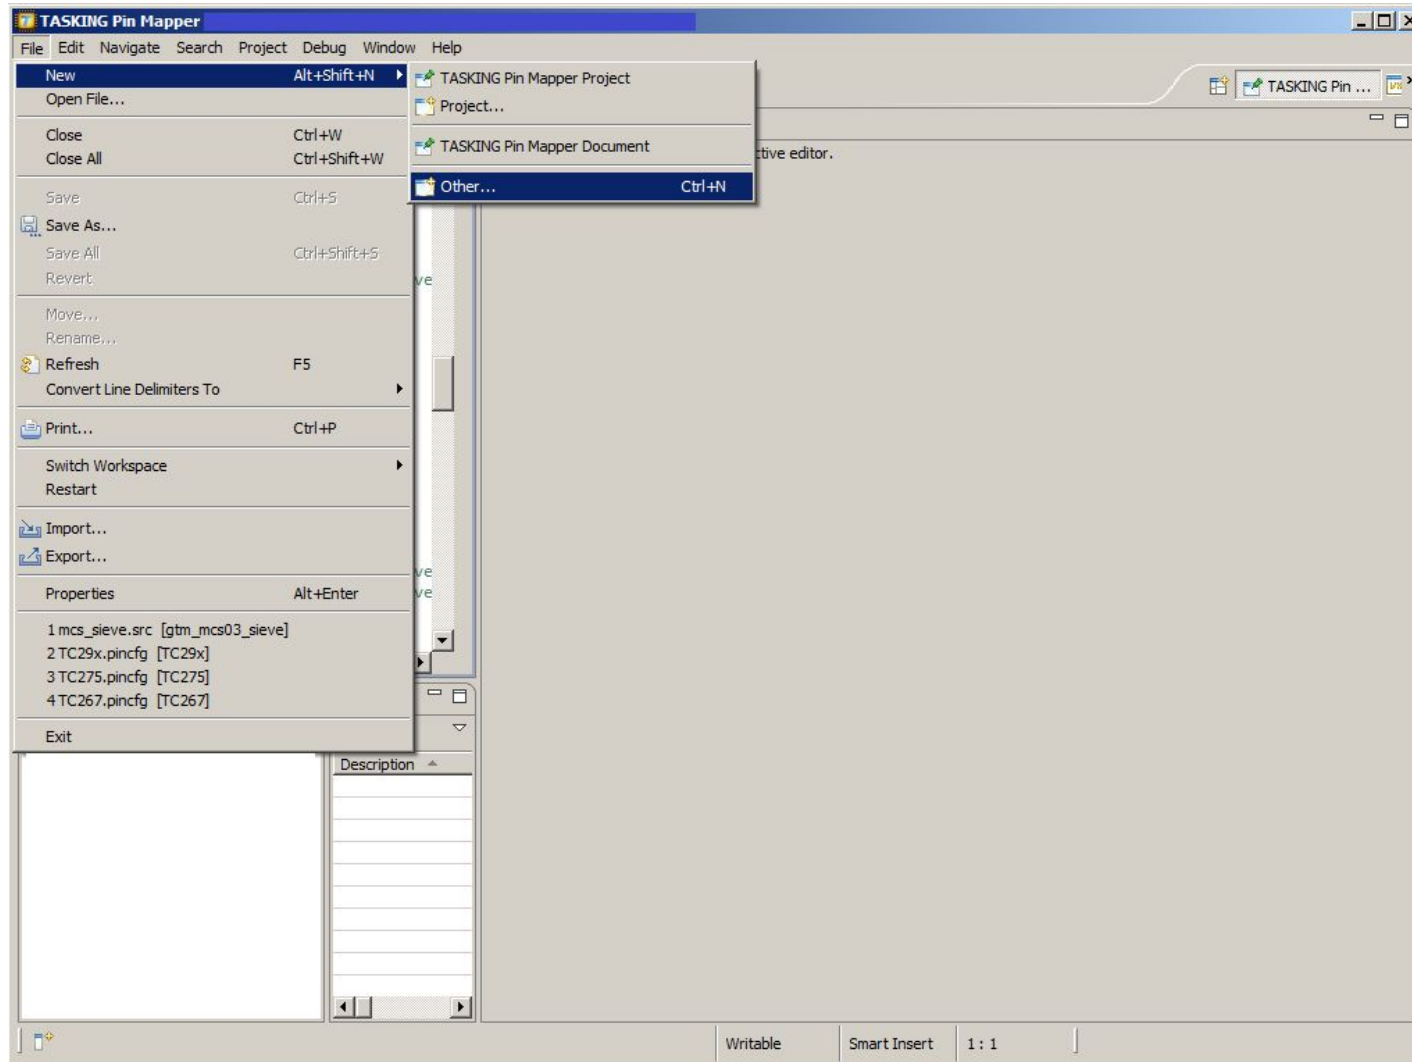 TASKING Pin Mapper
File Edit Navigate Search Project Debug Window Help
New Alt+Shift+N
Open File...
Close Ctrl+W
Close All Ctrl+Shift+W
Save Ctrl+S
Save As...
Save All Ctrl+Shift+S
Revert
Move...
Rename...
Refresh F5
Convert Line Delimiters To
Print... Ctrl+P
Switch Workspace
Restart
Import...
Export...
Properties Alt+Enter
1 mcs_sieve.src [gtm_mcs03_sieve]
2 TC29x.pincfg [TC29x]
3 TC275.pincfg [TC275]
4 TC267.pincfg [TC267]
Exit
TASKING Pin Mapper Project
Project...
TASKING Pin Mapper Document
Other... Ctrl+N
TASKING Pin ...
ctive editor.
ve
ve
ve
Description
Writable Smart Insert 1 : 1